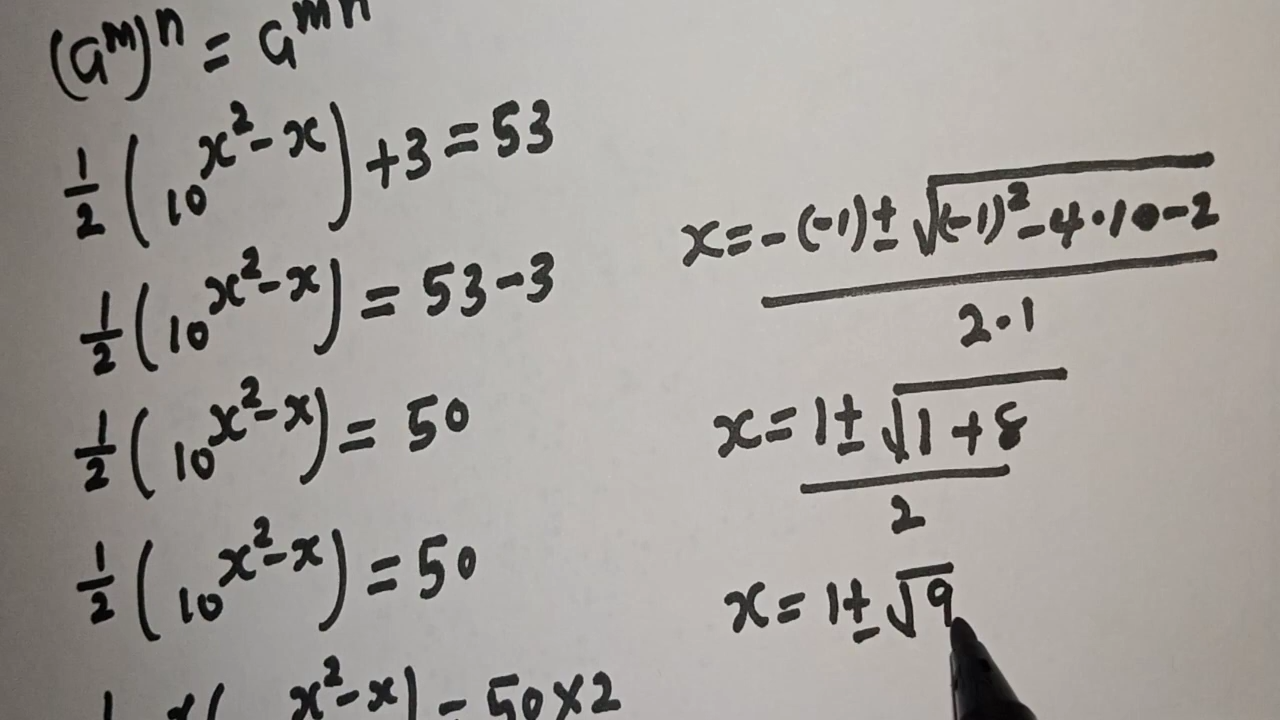 (a^m)^n = a^{mn}
1/2 (10^{x²-x}) + 3 = 53
1/2 (10^{x²-x}) = 53 - 3
1/2 (10^{x²-x}) = 50
1/2 (10^{x²-x}) = 50
x²-x) = 50×2
x = -(-1) ± √(-1)² - 4·10-2
2·1
x = 1 ± √1 + 8
2
x = 1 ± √9